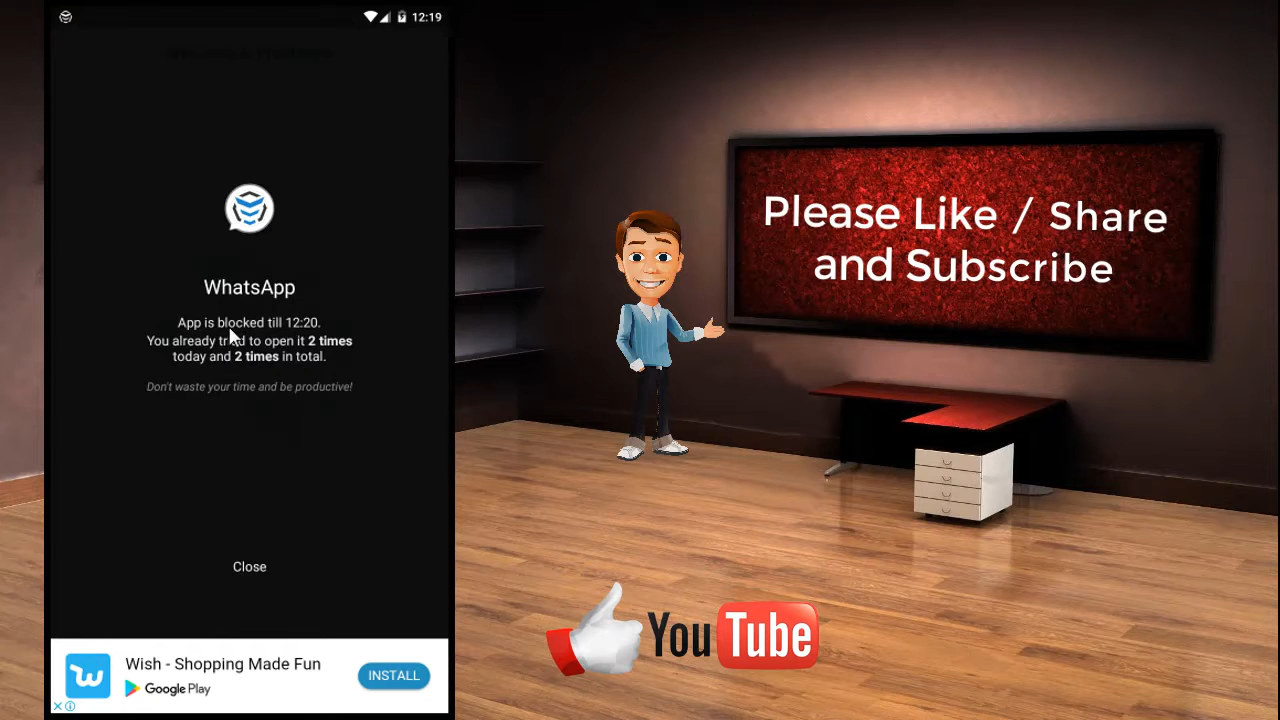 12:19
WhatsApp
App is blocked till 12:20.
You already tried to open it 2 times
today and 2 times in total.
Don't waste your time and be productive!
Close
Wish - Shopping Made Fun
Google Play
INSTALL
Please Like / Share
and Subscribe
YouTube